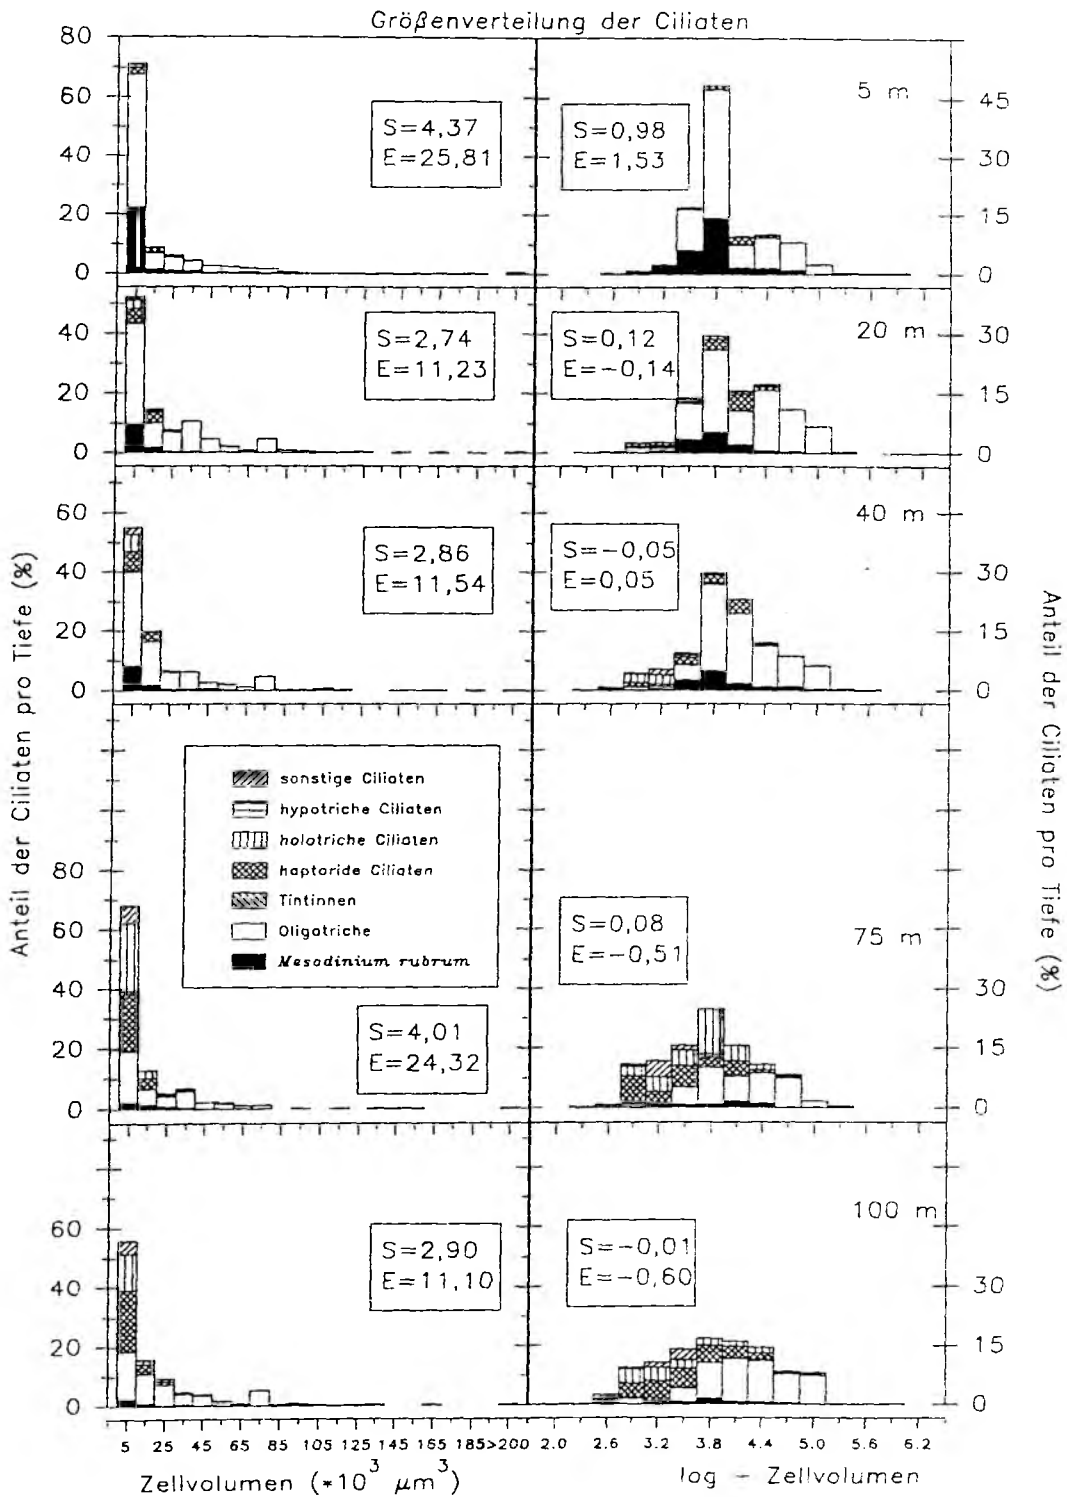 Größenverteilung der Ciliaten
80
60
40
20
0
S=4,37
E=25,81
S=0,98
E=1,53
5 m
45
30
15
0
40
20
0
S=2,74
E=11,23
S=0,12
E=-0,14
20 m
30
15
0
60
40
20
0
S=2,86
E=11,54
S=-0,05
E=0,05
40 m
30
15
0
Anteil der Ciliaten pro Tiefe (%)
Anteil der Ciliaten pro Tiefe (%)
sonstige Ciliaten
hypotriche Ciliaten
holotriche Ciliaten
haptoride Ciliaten
Tintinnen
Oligotriche
Mesodinium rubrum
80
60
40
20
0
S=4,01
E=24,32
S=0,08
E=-0,51
75 m
30
15
0
60
40
20
0
S=2,90
E=11,10
S=-0,01
E=-0,60
100 m
30
15
0
5 25 45 65 85 105 125 145 165 185 >200
2.0 2.6 3.2 3.8 4.4 5.0 5.6 6.2
Zellvolumen (*10³ µm³)
log - Zellvolumen